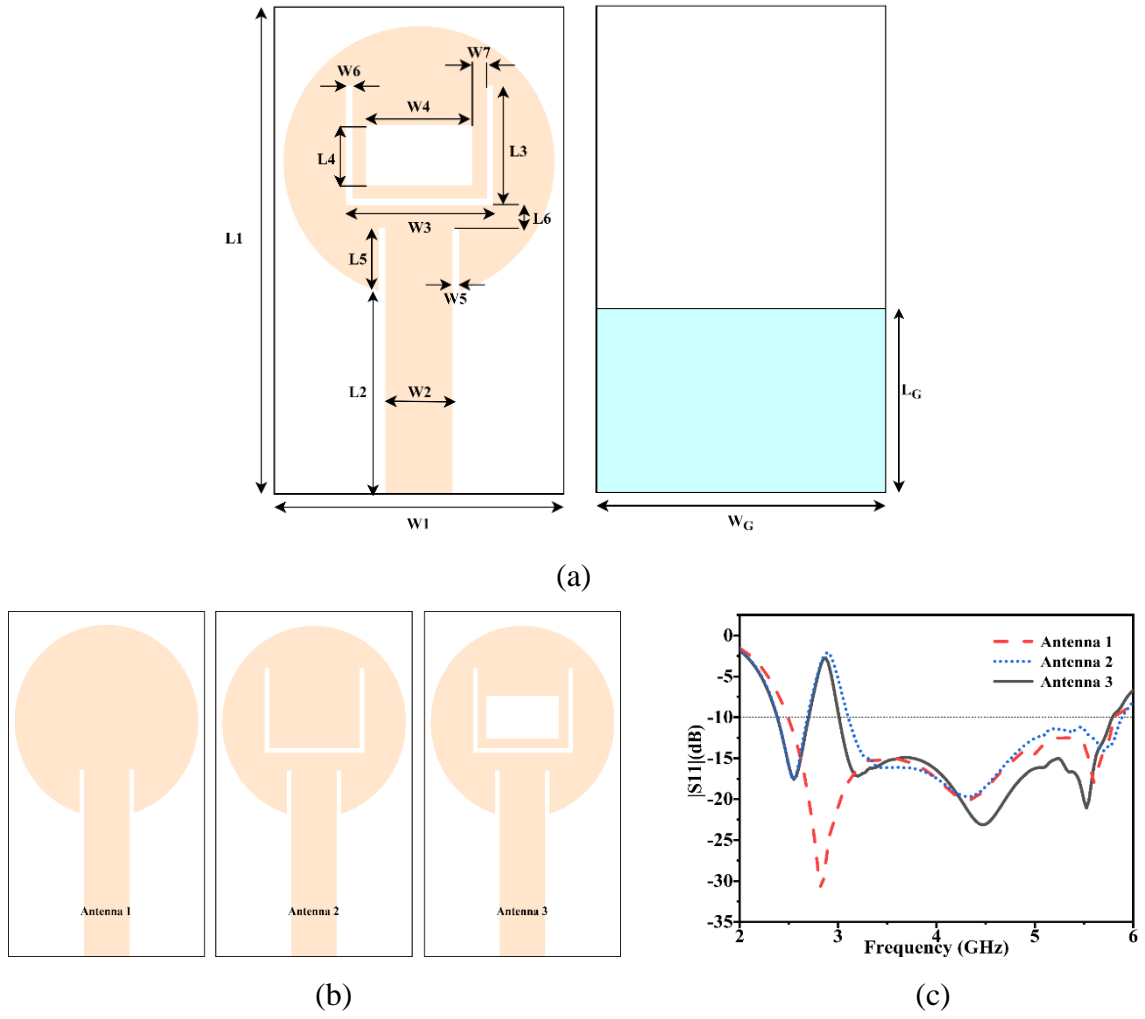 W7
W6
W4
L4
L3
L6
W3
L1
L5
W5
L2
W2
L_G
W1
W_G
(a)
Antenna 1
Antenna 2
Antenna 3
(b)
0
-5
-10
-15
-20
-25
-30
-35
|S11|(dB)
Antenna 1
Antenna 2
Antenna 3
2
3
4
5
6
Frequency (GHz)
(c)